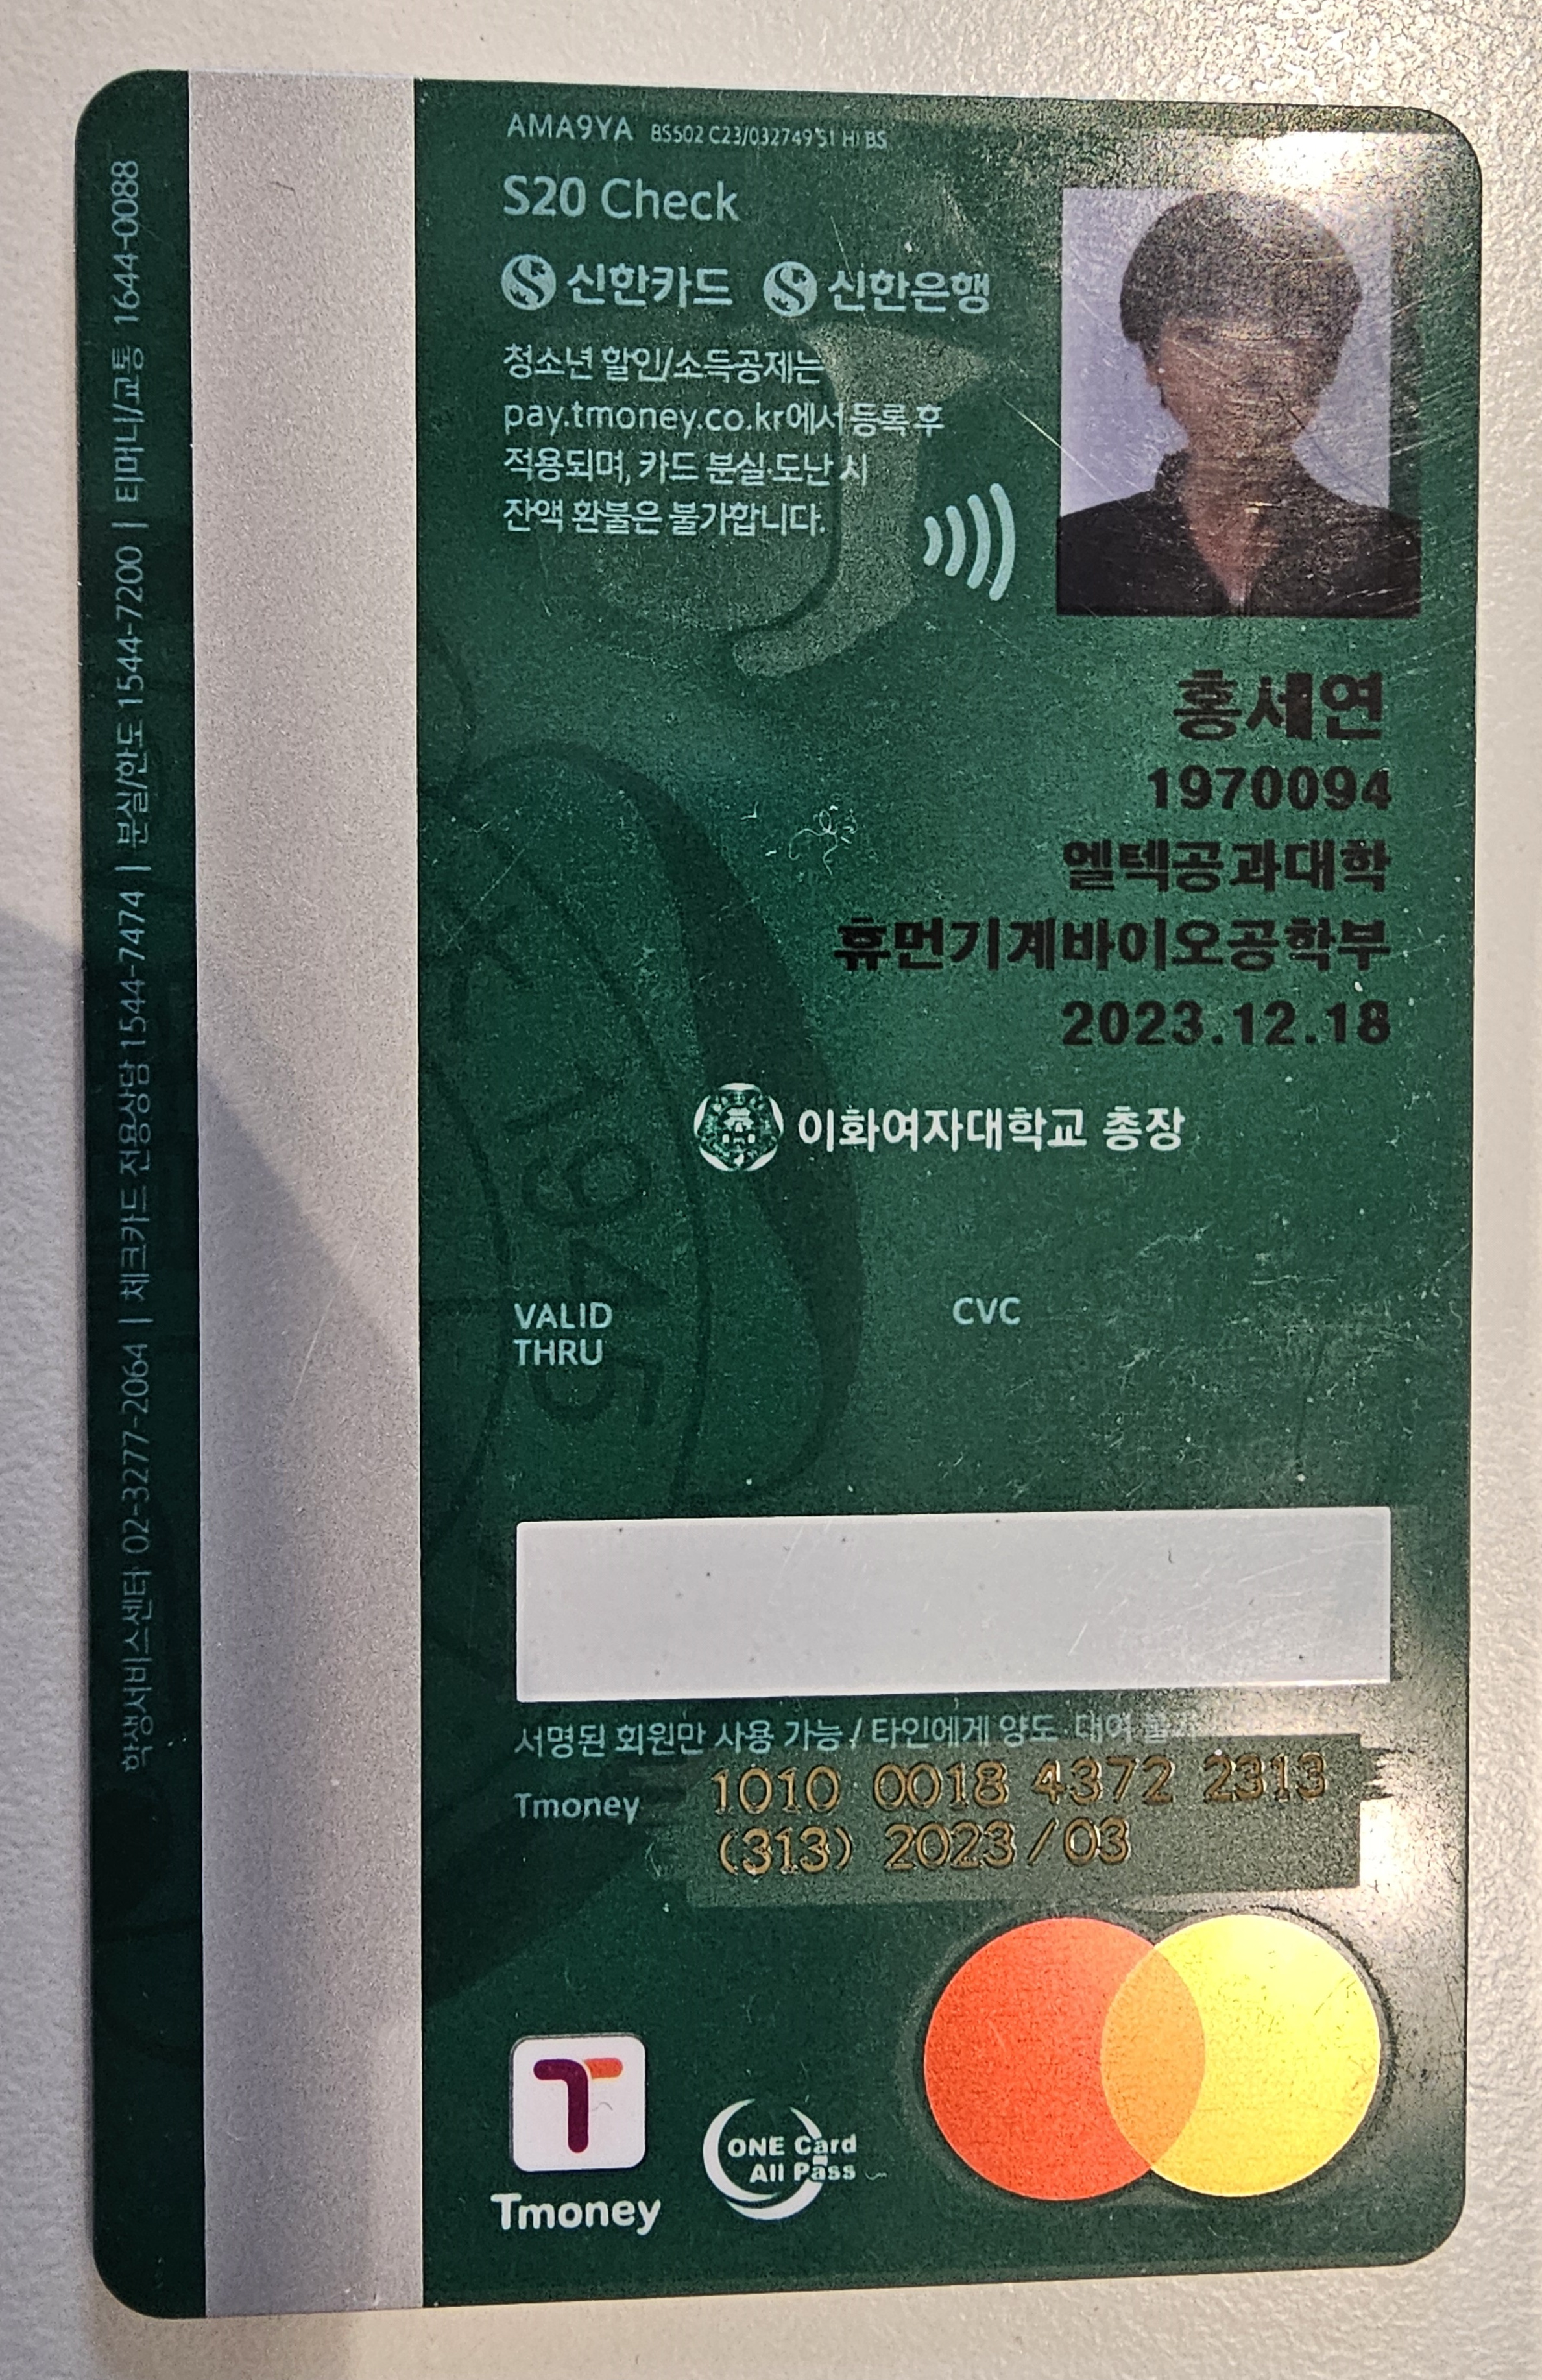 AMA9YA BS502 C23/03274951 HI BS
S20 Check
신한카드 신한은행
청소년 할인/소득공제는
pay.tmoney.co.kr에서 등록 후
적용되며, 카드 분실·도난 시
잔액 환불은 불가합니다.
홍세연
1970094
엘텍공과대학
휴먼기계바이오공학부
2023.12.18
이화여자대학교 총장
1945
VALID
THRU
CVC
서명된 회원만 사용 가능 / 타인에게 양도·대여 불가
Tmoney
1010 0018 4372 2313
(313) 2023/03
Tmoney
ONE Card
All Pass
학생서비스센터 02-3277-2064 | 체크카드 전용상담 1544-7474 | 분실/한도 1544-7200 | 티머니/교통 1644-0088